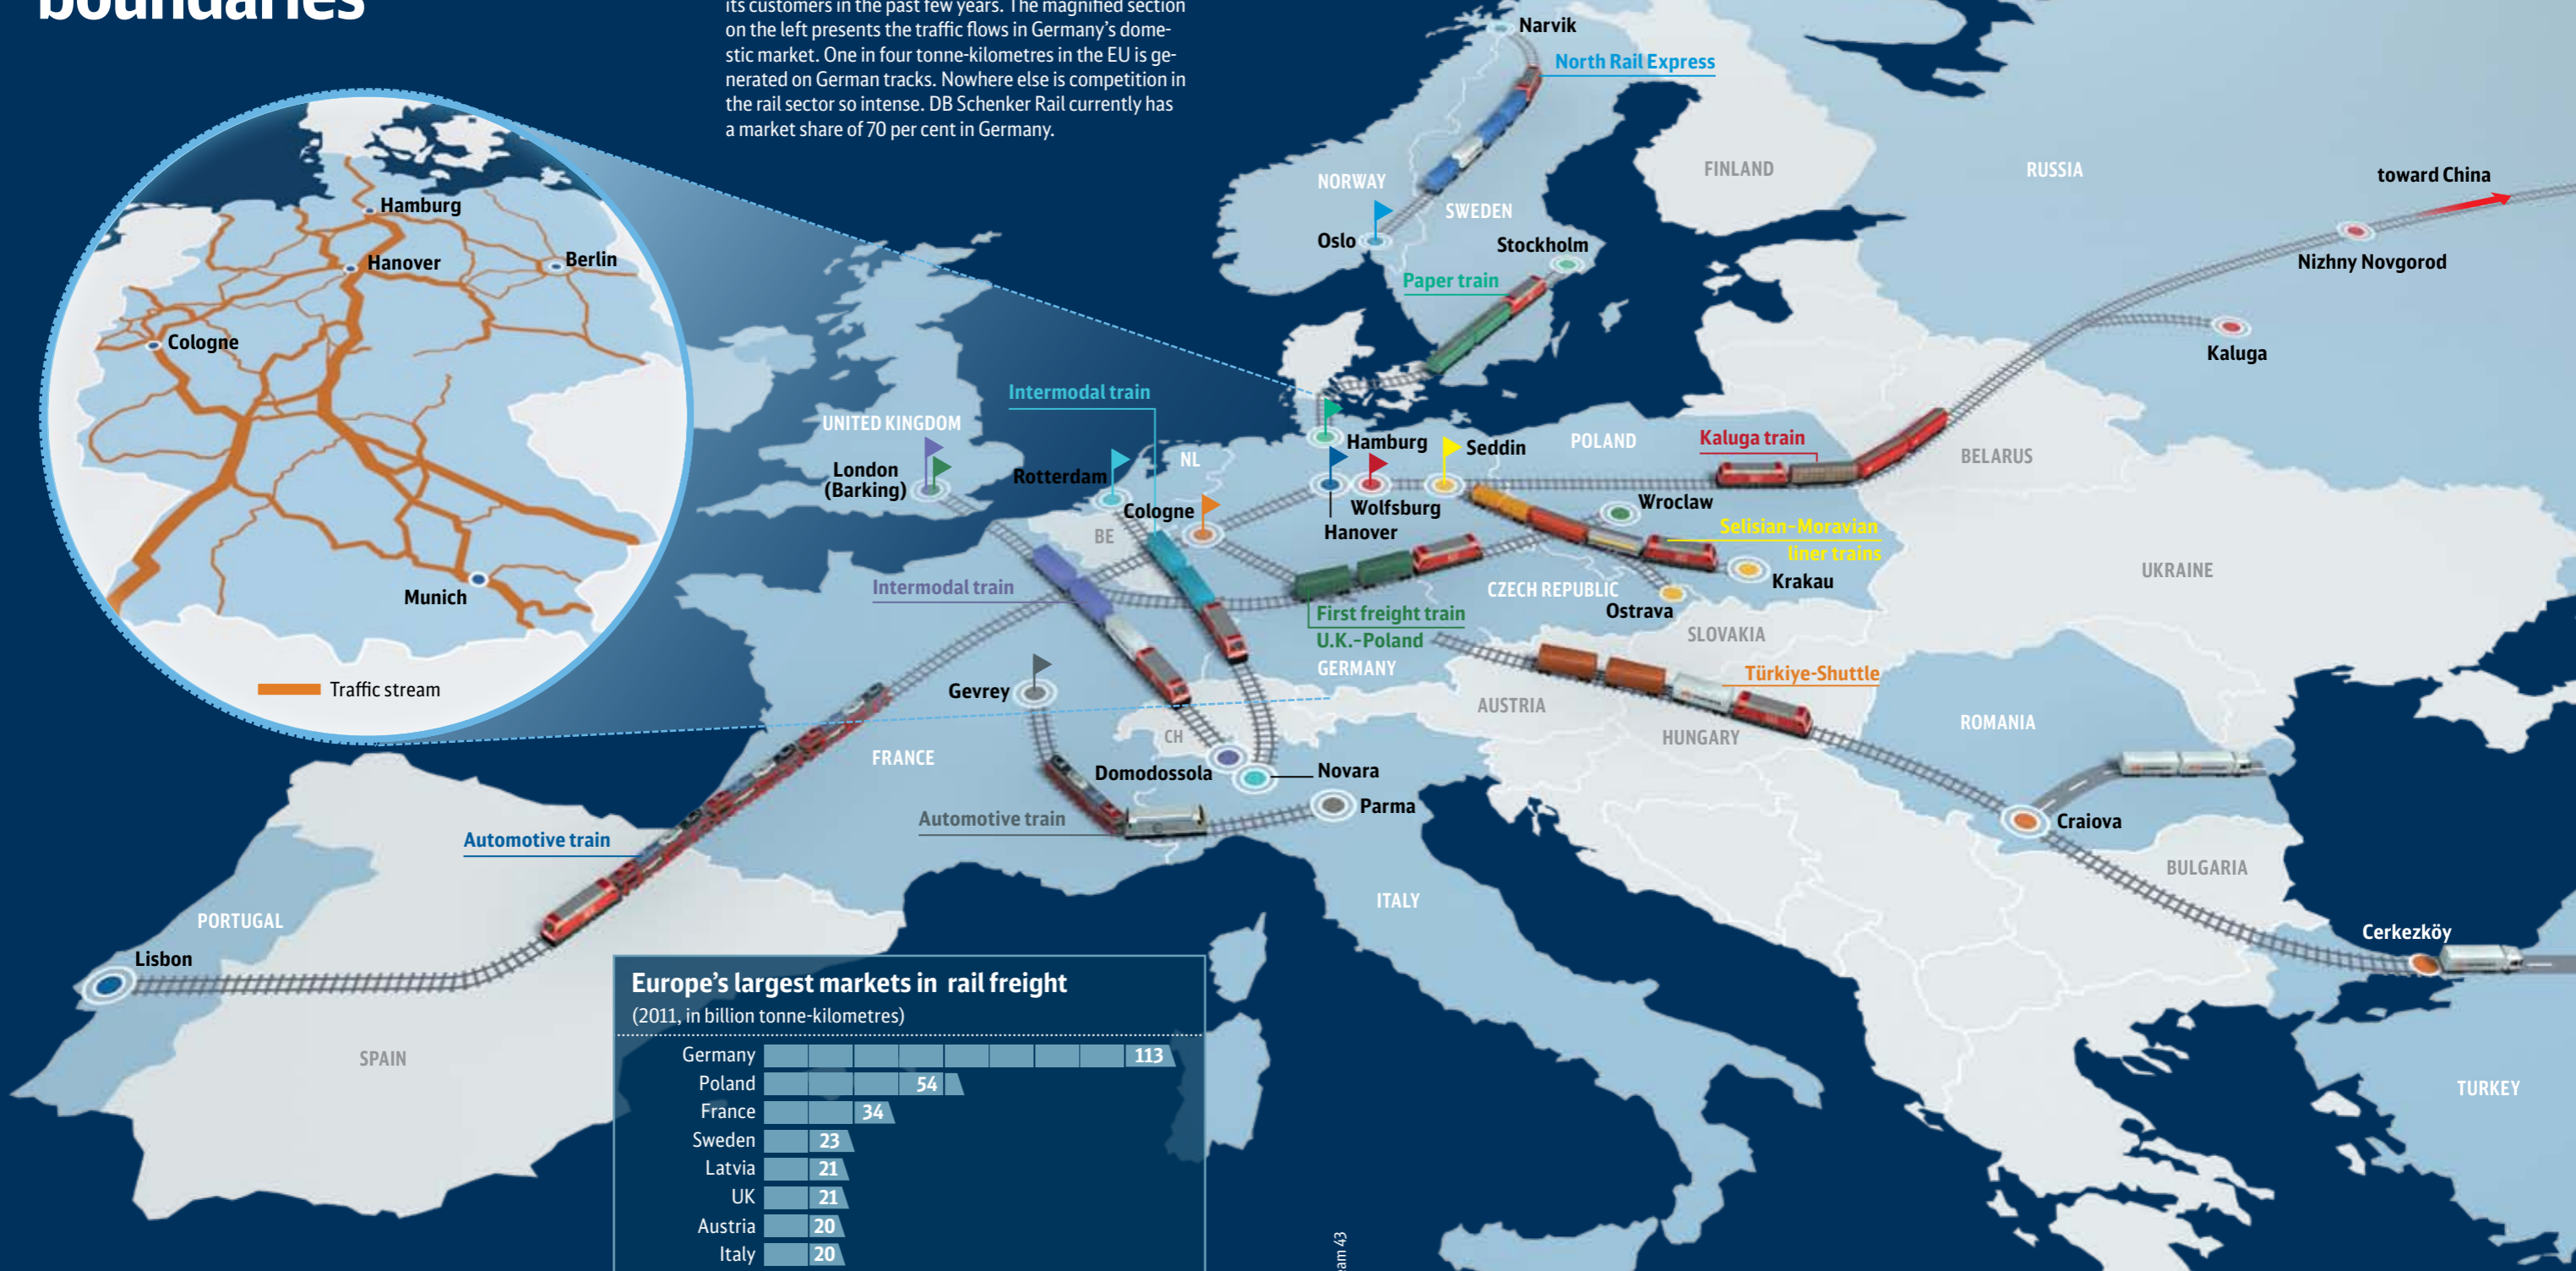 boundaries
its customers in the past few years. The magnified section
on the left presents the traffic flows in Germany's dome-
stic market. One in four tonne-kilometres in the EU is ge-
nerated on German tracks. Nowhere else is competition in
the rail sector so intense. DB Schenker Rail currently has
a market share of 70 per cent in Germany.
Hamburg
Hanover
Berlin
Cologne
Munich
Traffic stream
Narvik
North Rail Express
NORWAY
SWEDEN
FINLAND
RUSSIA
toward China
Oslo
Stockholm
Nizhny Novgorod
Paper train
Kaluga
Intermodal train
UNITED KINGDOM
London
(Barking)
Rotterdam
NL
Hamburg
Seddin
POLAND
Kaluga train
BELARUS
Cologne
Wolfsburg
Hanover
Wroclaw
BE
Selisian-Moravian
liner trains
Intermodal train
CZECH REPUBLIC
Krakau
Ostrava
UKRAINE
First freight train
U.K.-Poland
SLOVAKIA
GERMANY
Türkiye-Shuttle
Gevrey
AUSTRIA
HUNGARY
ROMANIA
CH
FRANCE
Domodossola
Novara
Parma
Automotive train
Craiova
Automotive train
BULGARIA
ITALY
PORTUGAL
Cerkezköy
Lisbon
SPAIN
TURKEY
Europe's largest markets in rail freight
(2011, in billion tonne-kilometres)
Germany 113
Poland 54
France 34
Sweden 23
Latvia 21
UK 21
Austria 20
Italy 20
eam 43